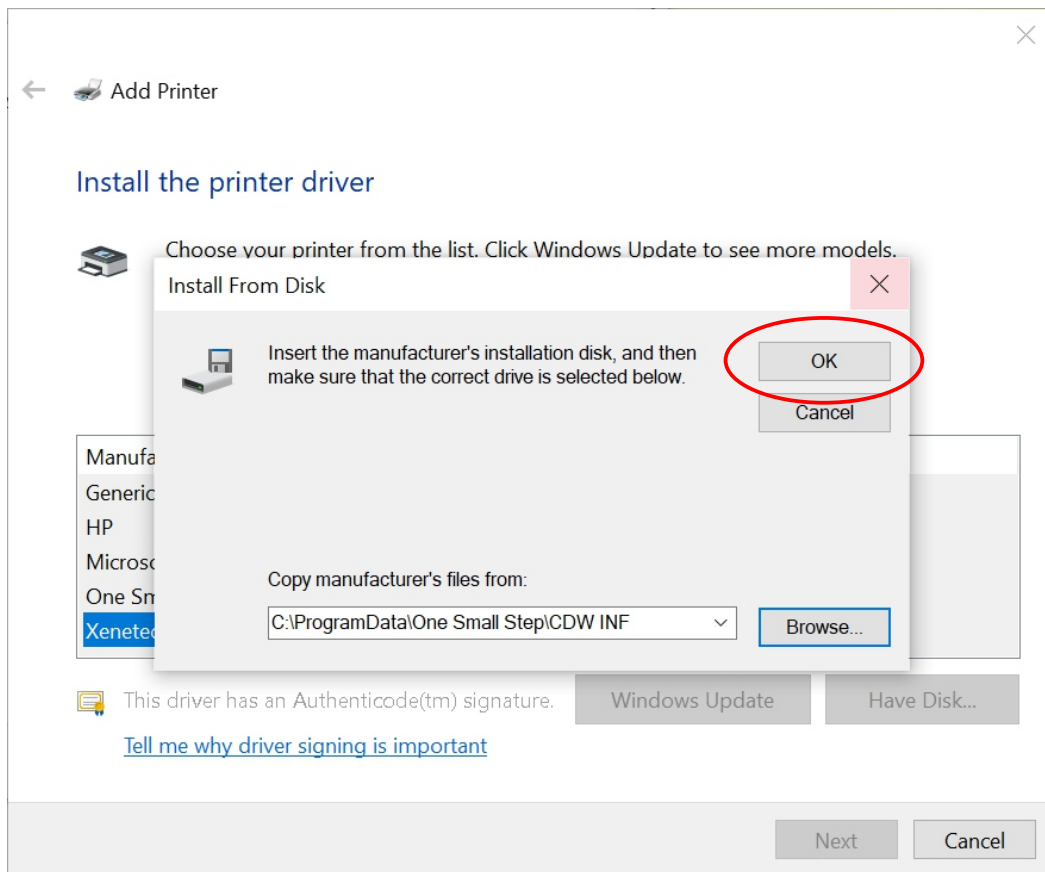 Add Printer
Install the printer driver
Choose your printer from the list. Click Windows Update to see more models.
Install From Disk
Insert the manufacturer's installation disk, and then
make sure that the correct drive is selected below.
OK
Cancel
Manufa
Generic
HP
Microso
One Sm
Xenetec
Copy manufacturer's files from:
C:\ProgramData\One Small Step\CDW INF
Browse...
This driver has an Authenticode(tm) signature.
Windows Update
Have Disk...
Tell me why driver signing is important
Next
Cancel